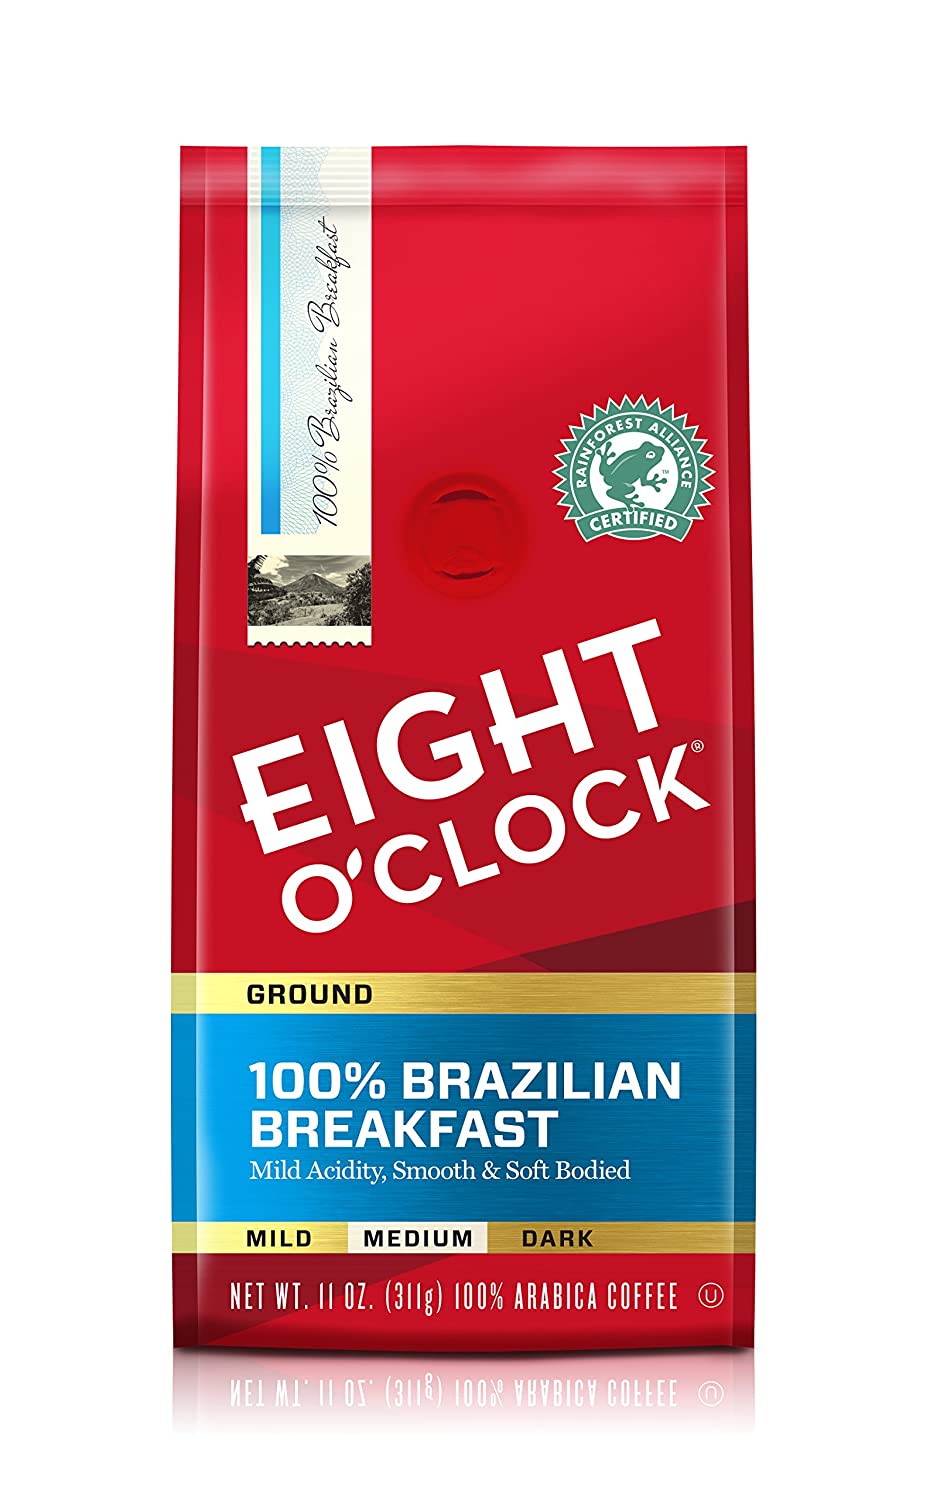 100% Brazilian Breakfast
RAINFOREST ALLIANCE
TM
CERTIFIED
EIGHT
O'CLOCK®
GROUND
100% BRAZILIAN
BREAKFAST
Mild Acidity, Smooth & Soft Bodied
MILD MEDIUM DARK
NET WT. 11 OZ. (311g) 100% ARABICA COFFEE U